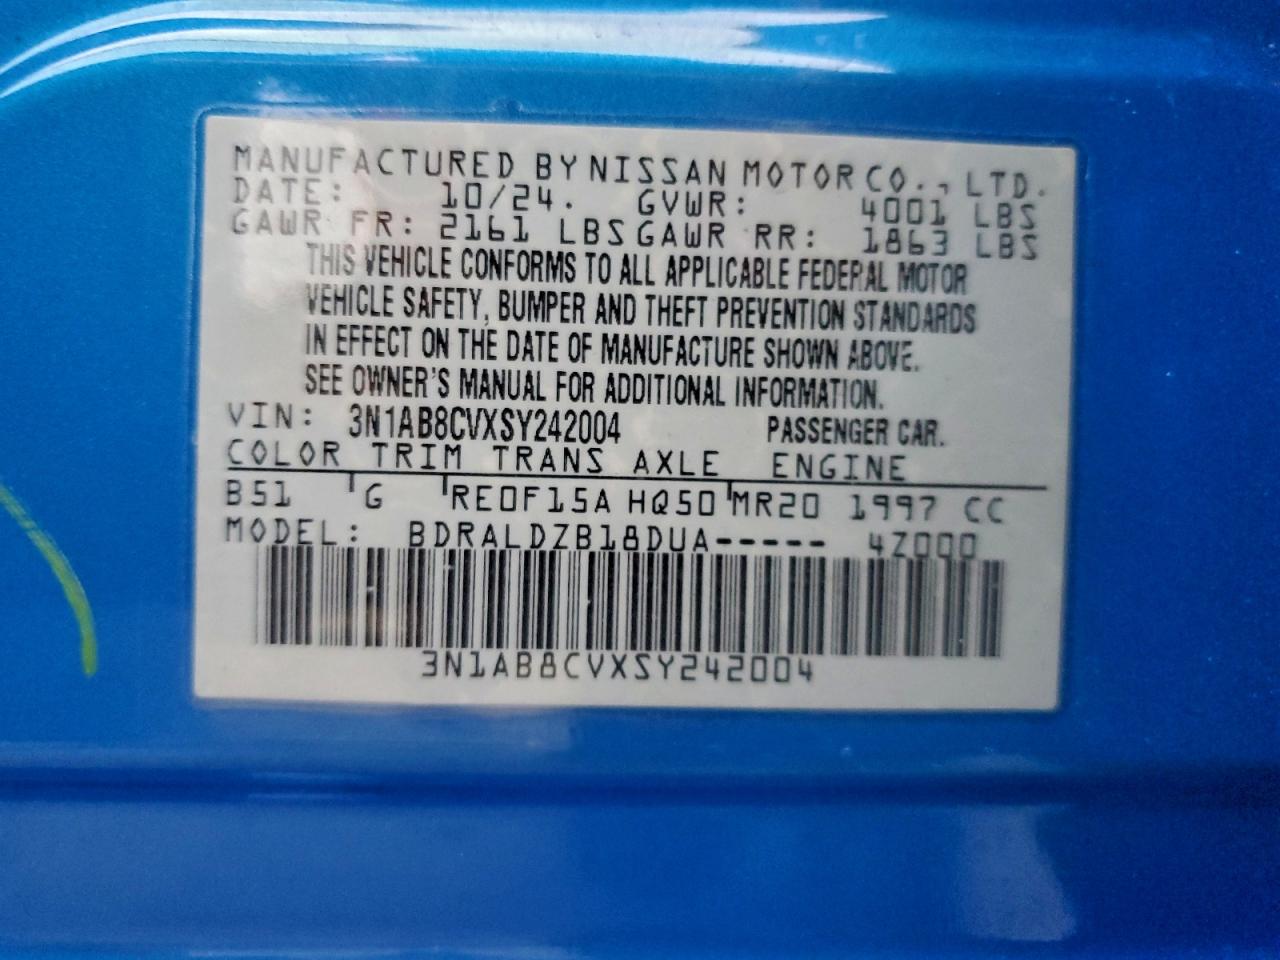 MANUFACTURED BY NISSAN MOTOR CO., LTD.
DATE: 10/24. GVWR: 4001 LBS
GAWR FR: 2161 LBS GAWR RR: 1863 LBS
THIS VEHICLE CONFORMS TO ALL APPLICABLE FEDERAL MOTOR
VEHICLE SAFETY, BUMPER AND THEFT PREVENTION STANDARDS
IN EFFECT ON THE DATE OF MANUFACTURE SHOWN ABOVE.
SEE OWNER'S MANUAL FOR ADDITIONAL INFORMATION.
VIN: 3N1AB8CVXSY242004 PASSENGER CAR.
COLOR TRIM TRANS AXLE ENGINE
B51 G RE0F15A HQ50 MR20 1997 CC
MODEL: BDRALDZB18DUA----- 4Z000
3N1AB8CVXSY242004